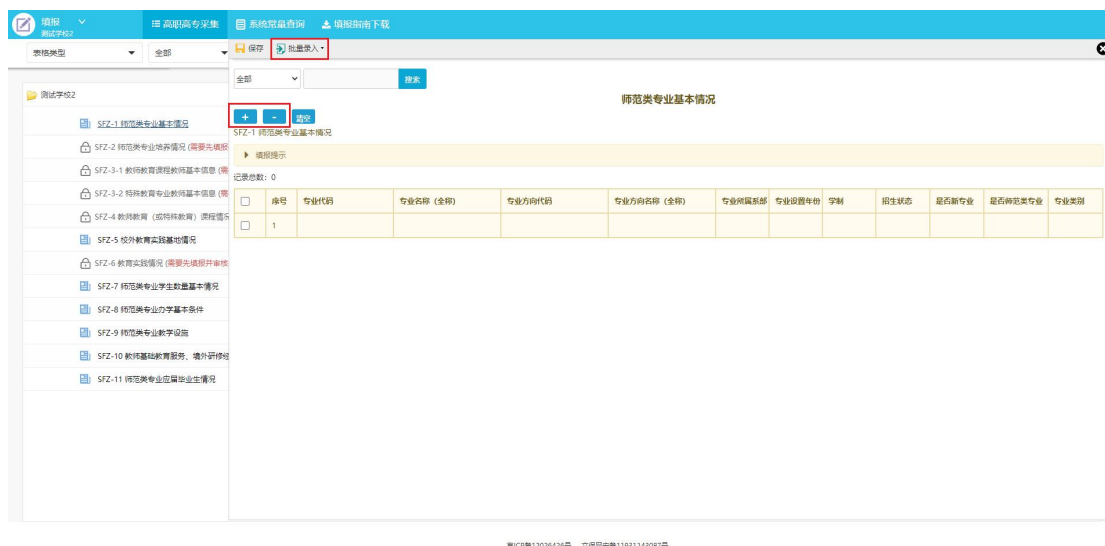 填报
测试学校2
高职高专采集
系统常量查询
填报指南下载
表格类型
全部
保存
批量录入
全部
搜索
测试学校2
师范类专业基本情况
+
-
清空
SFZ-1 师范类专业基本情况
SFZ-1 师范类专业基本情况
SFZ-2 师范类专业培养情况 (需要先填报
SFZ-3-1 教师教育课程教师基本信息 (需
SFZ-3-2 特殊教育专业教师基本信息 (需
SFZ-4 教师教育 (或特殊教育) 课程情况
SFZ-5 校外教育实践基地情况
SFZ-6 教育实践情况 (需要先填报并审核
SFZ-7 师范类专业学生数量基本情况
SFZ-8 师范类专业办学基本条件
SFZ-9 师范类专业教学设施
SFZ-10 教师基础教育服务、境外研修经
SFZ-11 师范类专业应届毕业生情况
填报提示
记录总数: 0
序号 专业代码 专业名称 (全称) 专业方向代码 专业方向名称 (全称) 专业所属系部 专业设置年份 学制 招生状态 是否新专业 是否师范类专业 专业类别
1